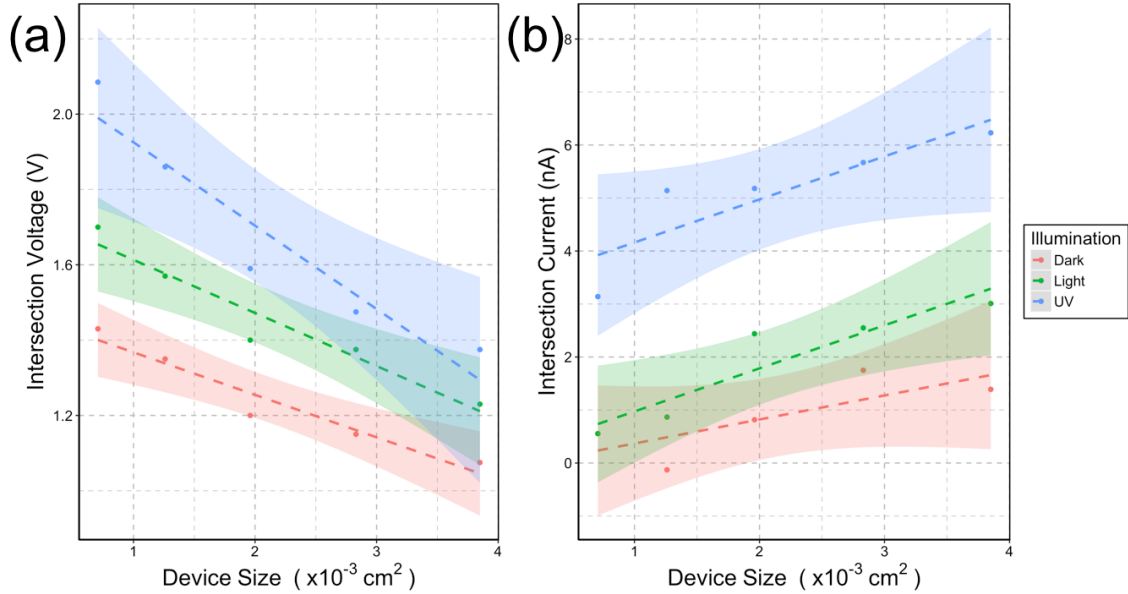 (a)
Intersection Voltage (V)
2.0
1.6
1.2
1
2
3
4
Device Size ( x10⁻³ cm²)
(b)
Intersection Current (nA)
8
6
4
2
0
1
2
3
4
Device Size ( x10⁻³ cm²)
Illumination
Dark
Light
UV